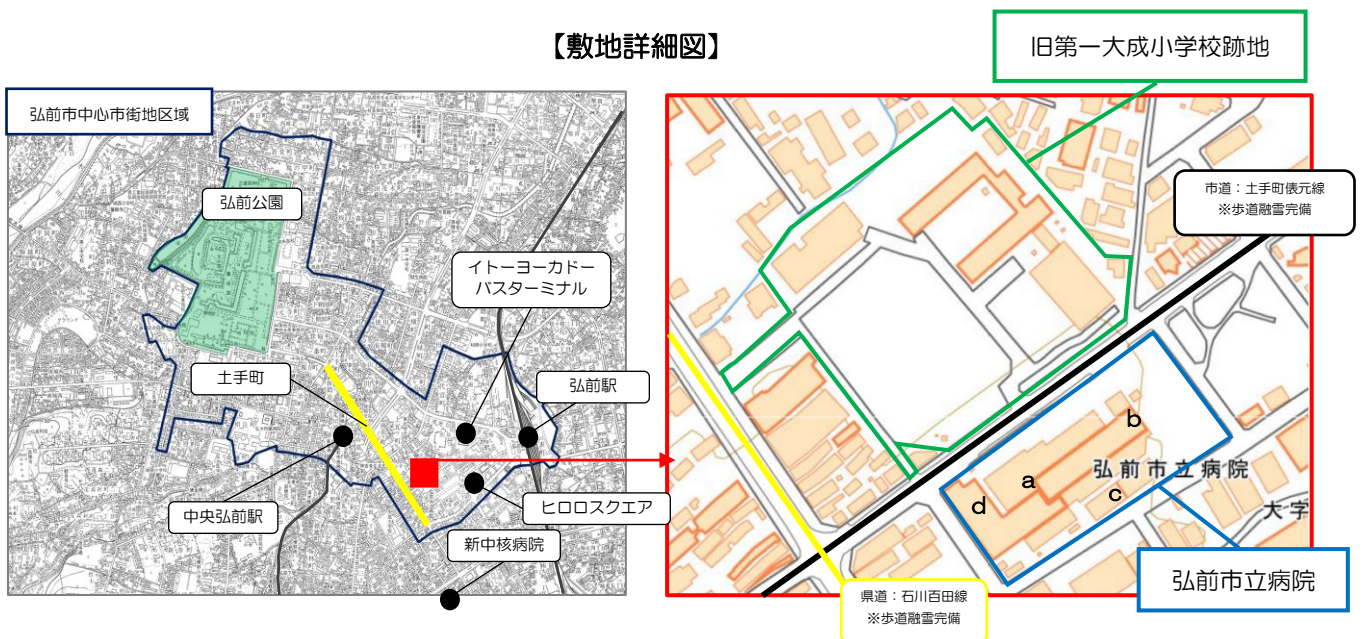 【敷地詳細図】
旧第一大成小学校跡地
弘前市中心市街地区域
弘前公園
市道：土手町俵元線
※歩道融雪完備
イトーヨーカドー
バスターミナル
土手町
弘前駅
b
弘前市立病院
a
c
d
大字
中央弘前駅
ヒロロスクエア
新中核病院
弘前市立病院
県道：石川百田線
※歩道融雪完備